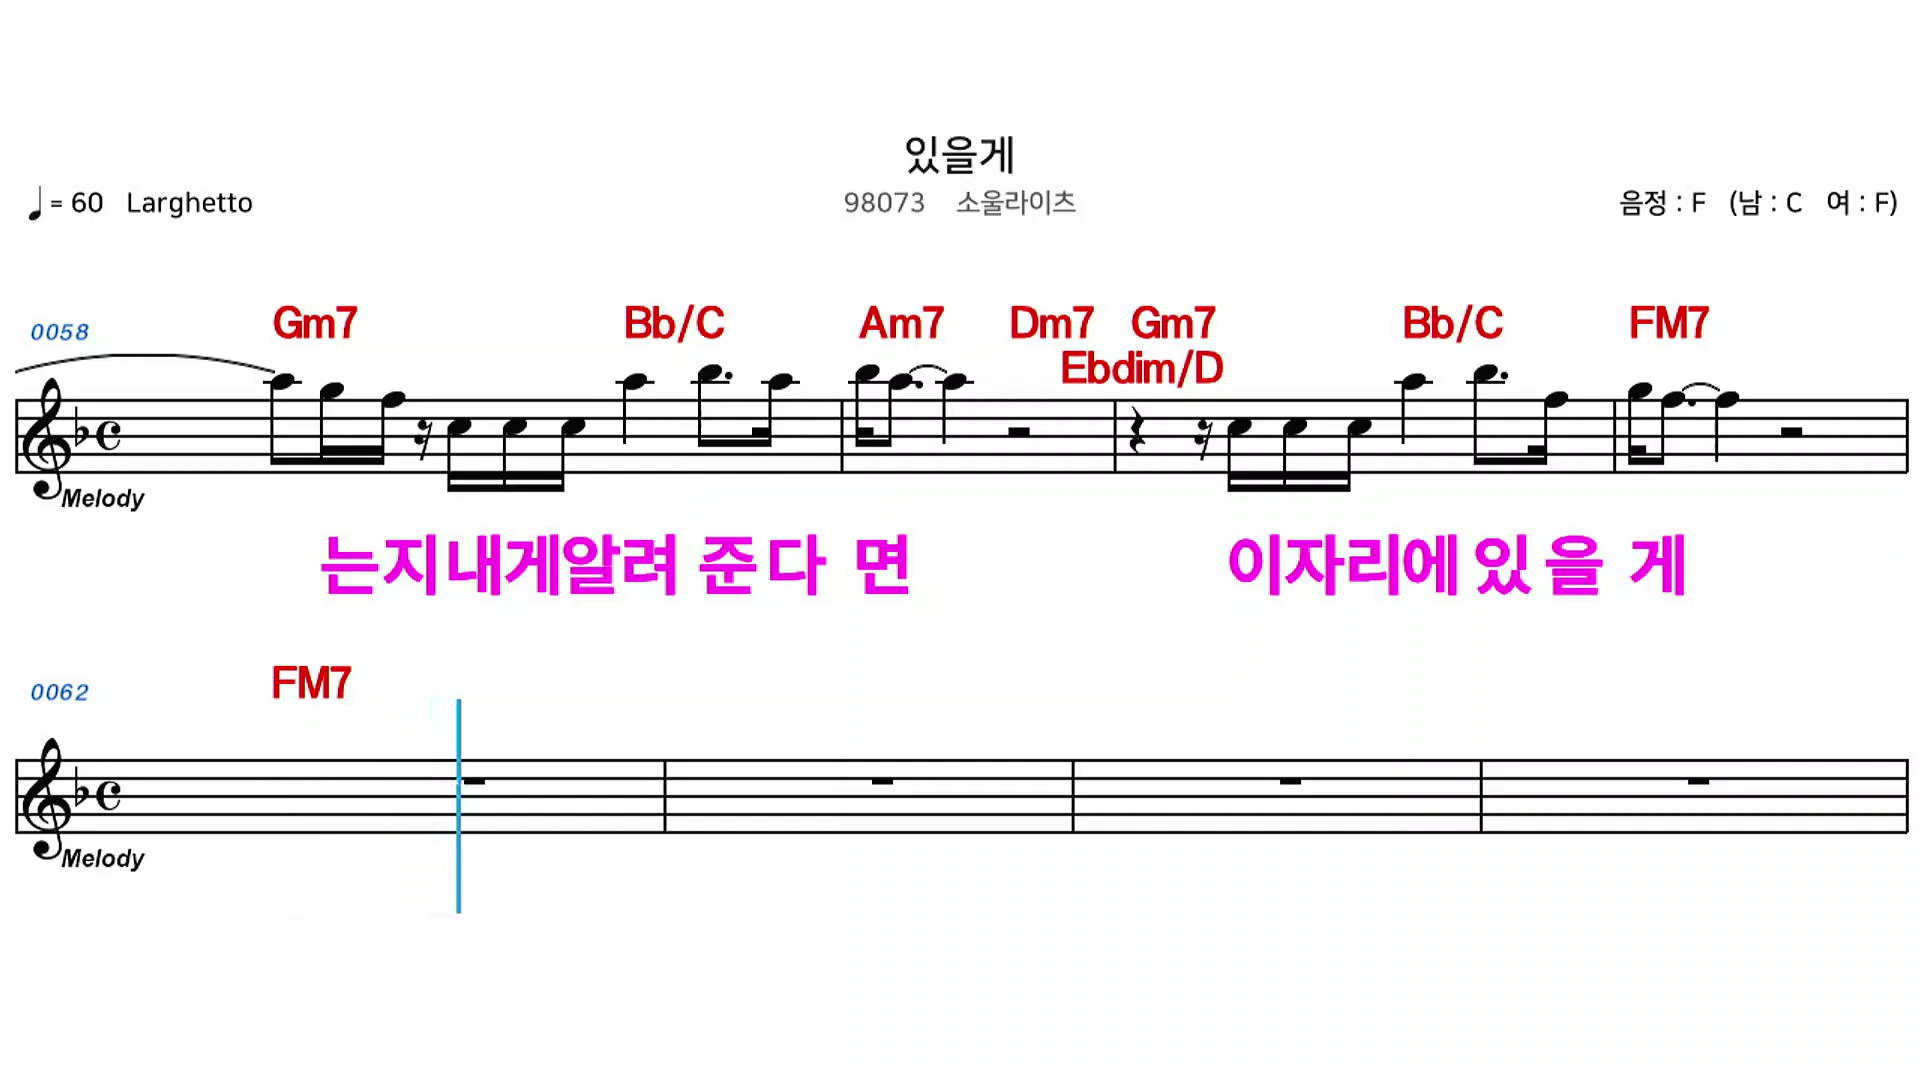 있을게
= 60 Larghetto 98073 소울라이츠 음정 : F (남 : C 여 : F)
0058 Gm7 Bb/C Am7 Dm7 Gm7 Bb/C FM7
Ebdim/D
Melody
는지내게알려 준다 면 이자리에있을 게
0062 FM7
Melody